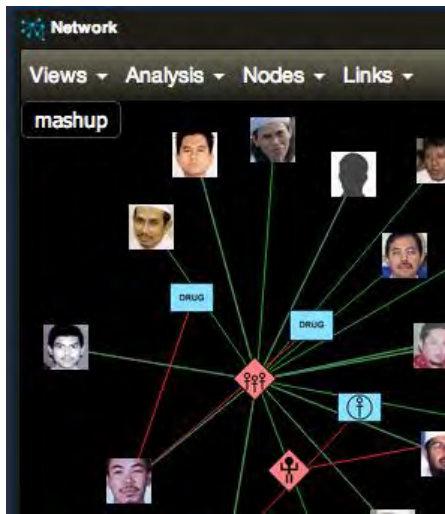 Network
Views Analysis Nodes Links
mashup
DRUG
DRUG